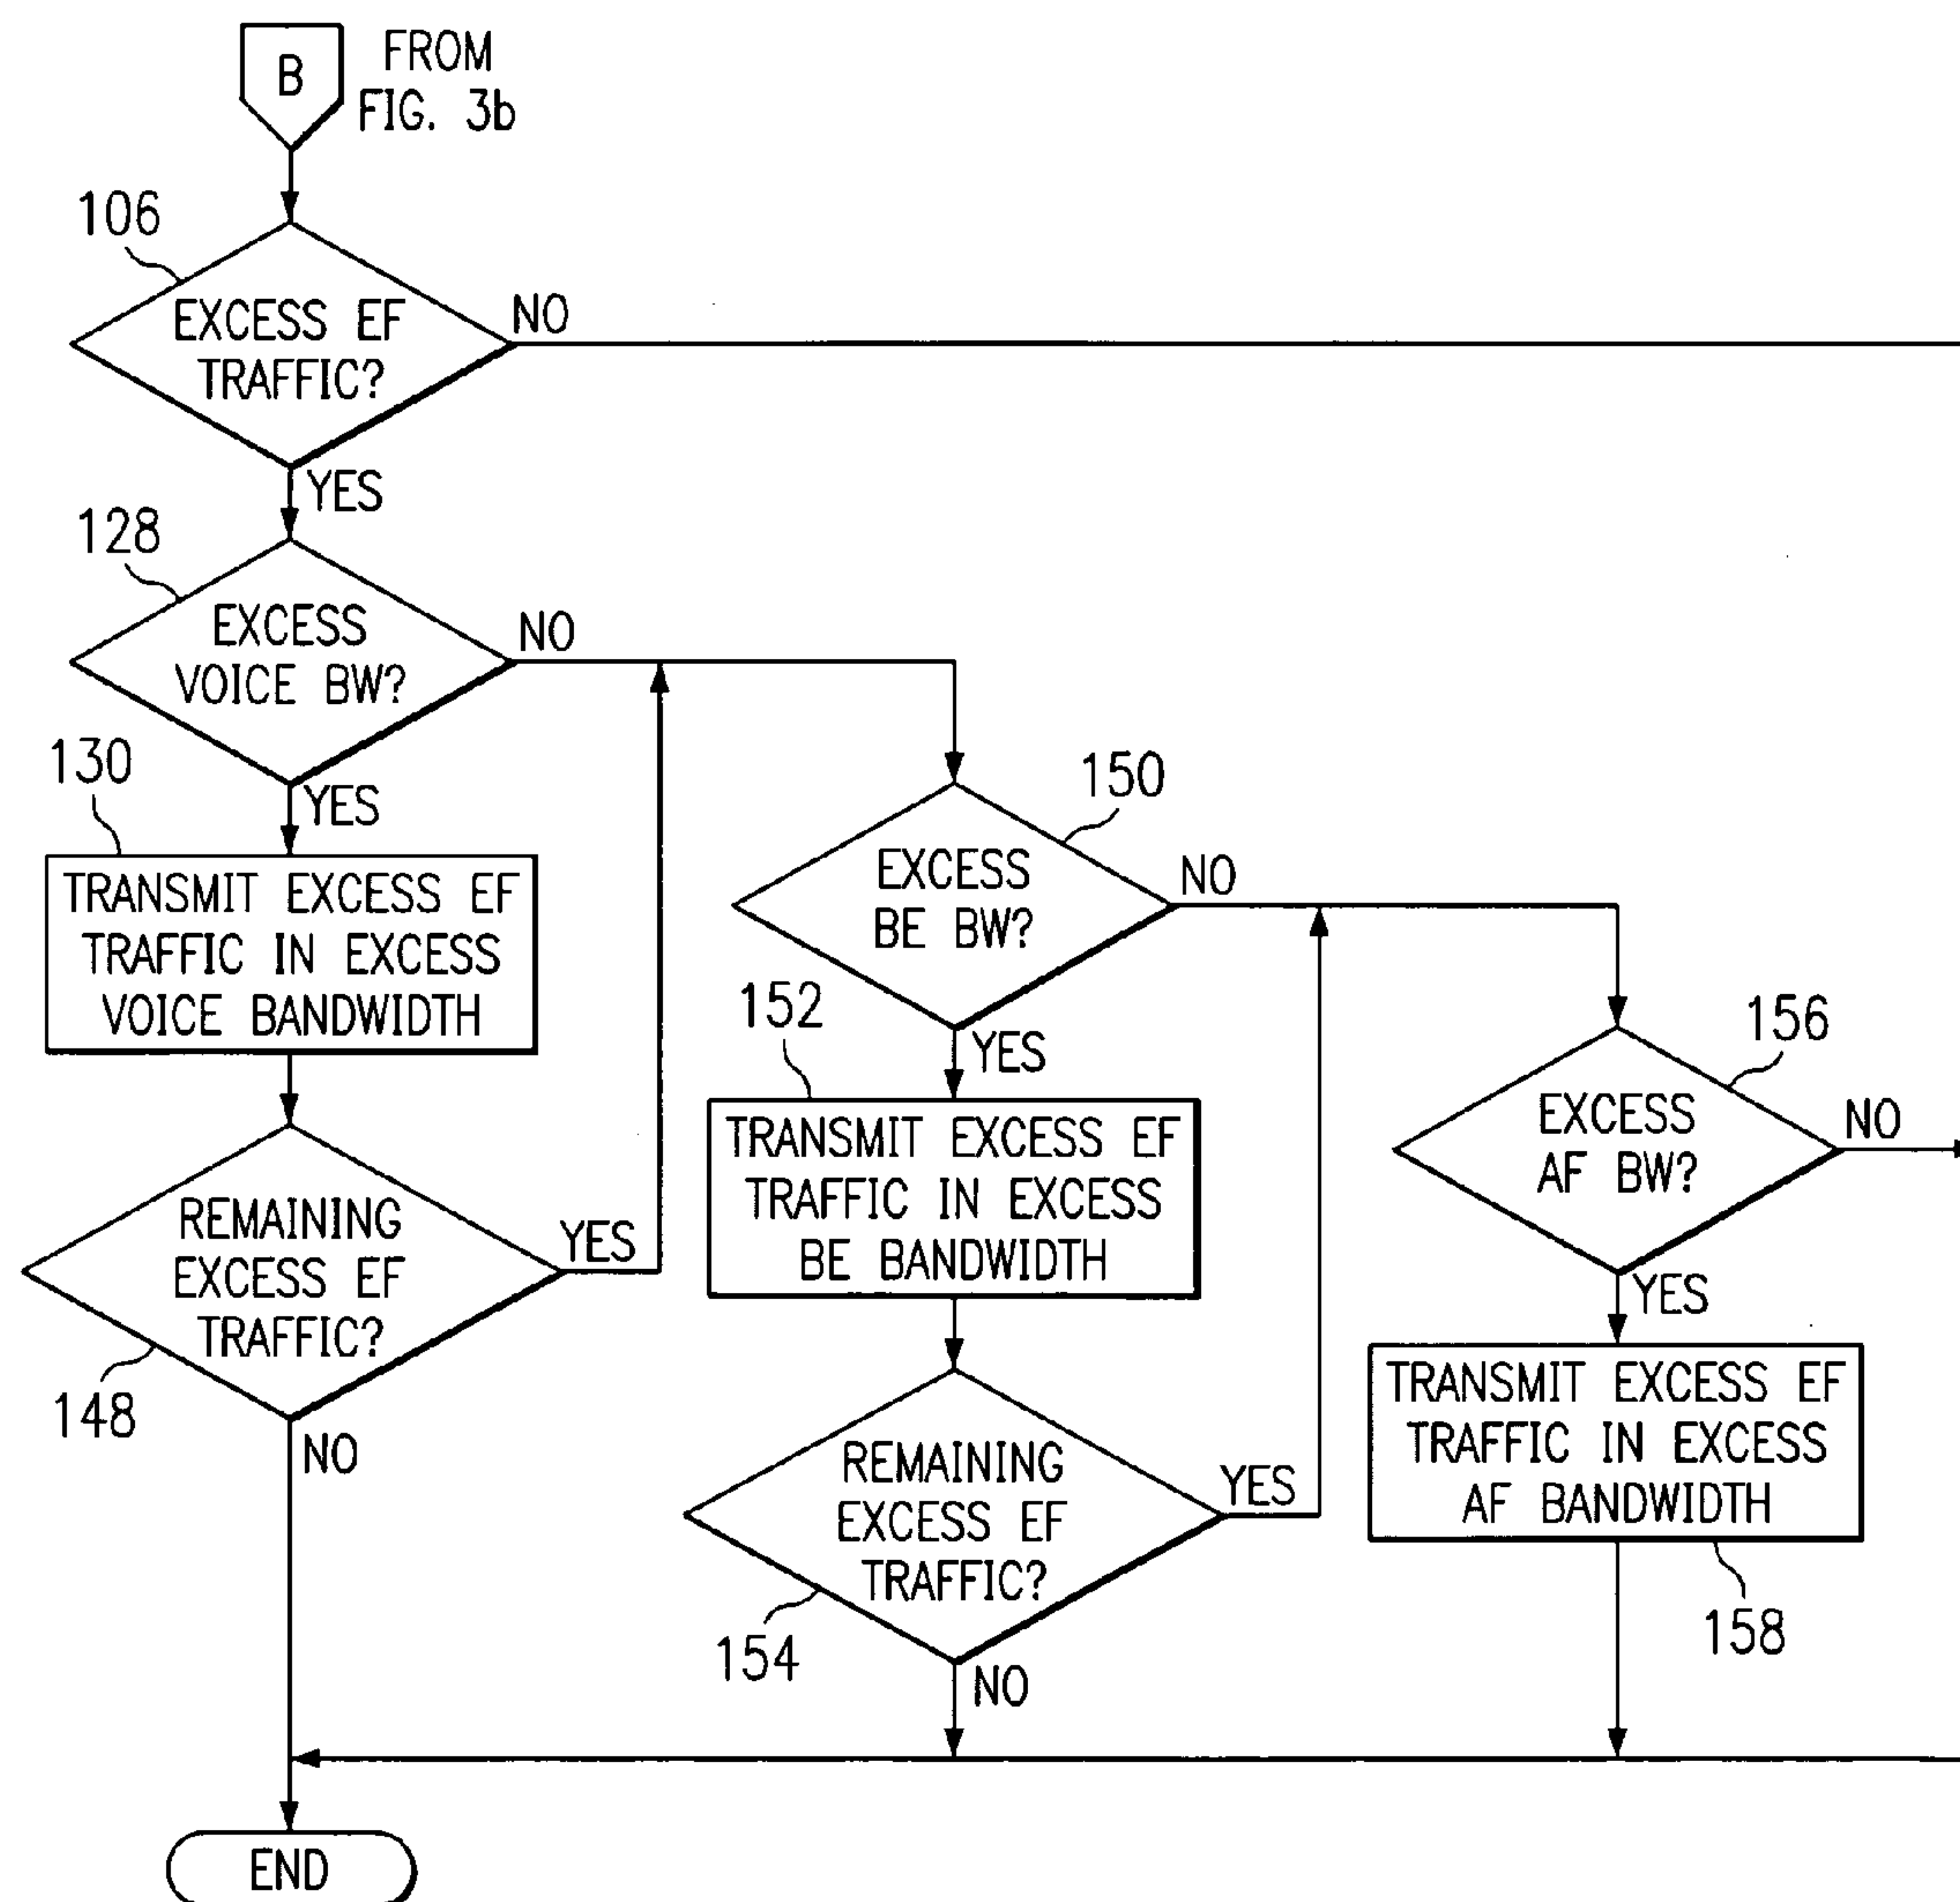 B
FROM
FIG. 3b
106
EXCESS EF
TRAFFIC?
NO
YES
128
EXCESS
VOICE BW?
NO
YES
130
TRANSMIT EXCESS EF
TRAFFIC IN EXCESS
VOICE BANDWIDTH
REMAINING
EXCESS EF
TRAFFIC?
YES
148
NO
150
EXCESS
BE BW?
NO
YES
152
TRANSMIT EXCESS EF
TRAFFIC IN EXCESS
BE BANDWIDTH
REMAINING
EXCESS EF
TRAFFIC?
YES
154
NO
156
EXCESS
AF BW?
NO
YES
TRANSMIT EXCESS EF
TRAFFIC IN EXCESS
AF BANDWIDTH
158
END